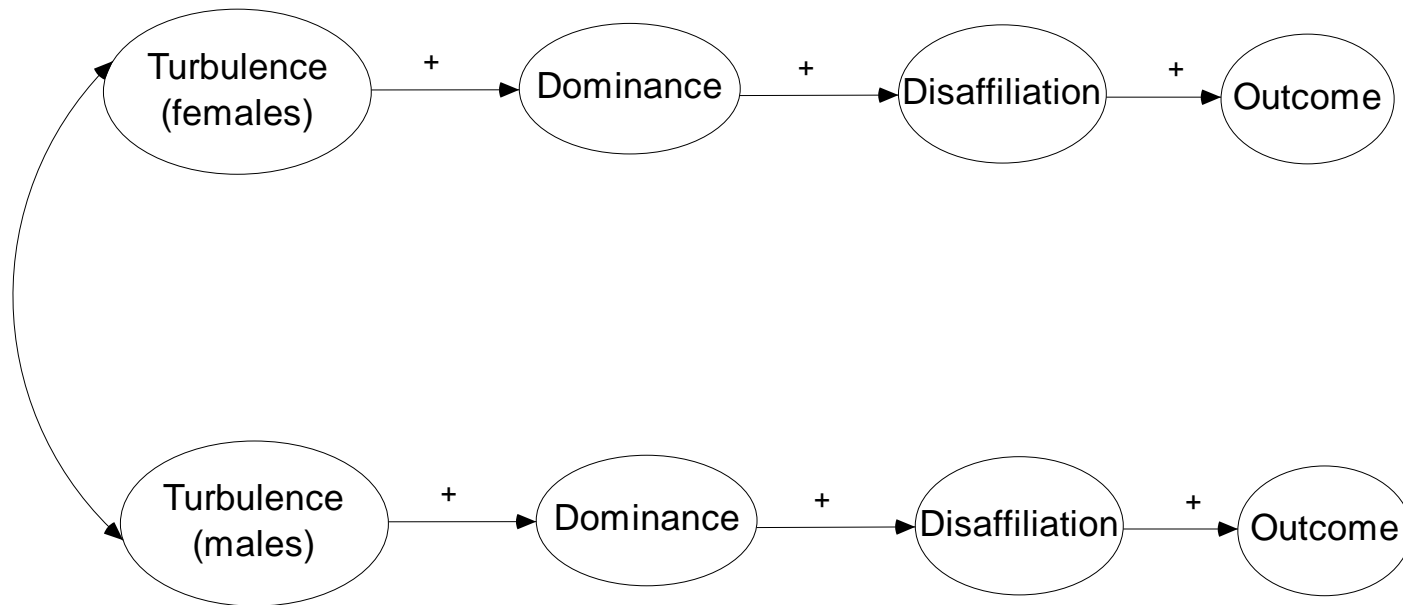 +
+
+
Turbulence
(females)
Dominance
Disaffiliation
Outcome
+
+
+
Turbulence
(males)
Dominance
Disaffiliation
Outcome